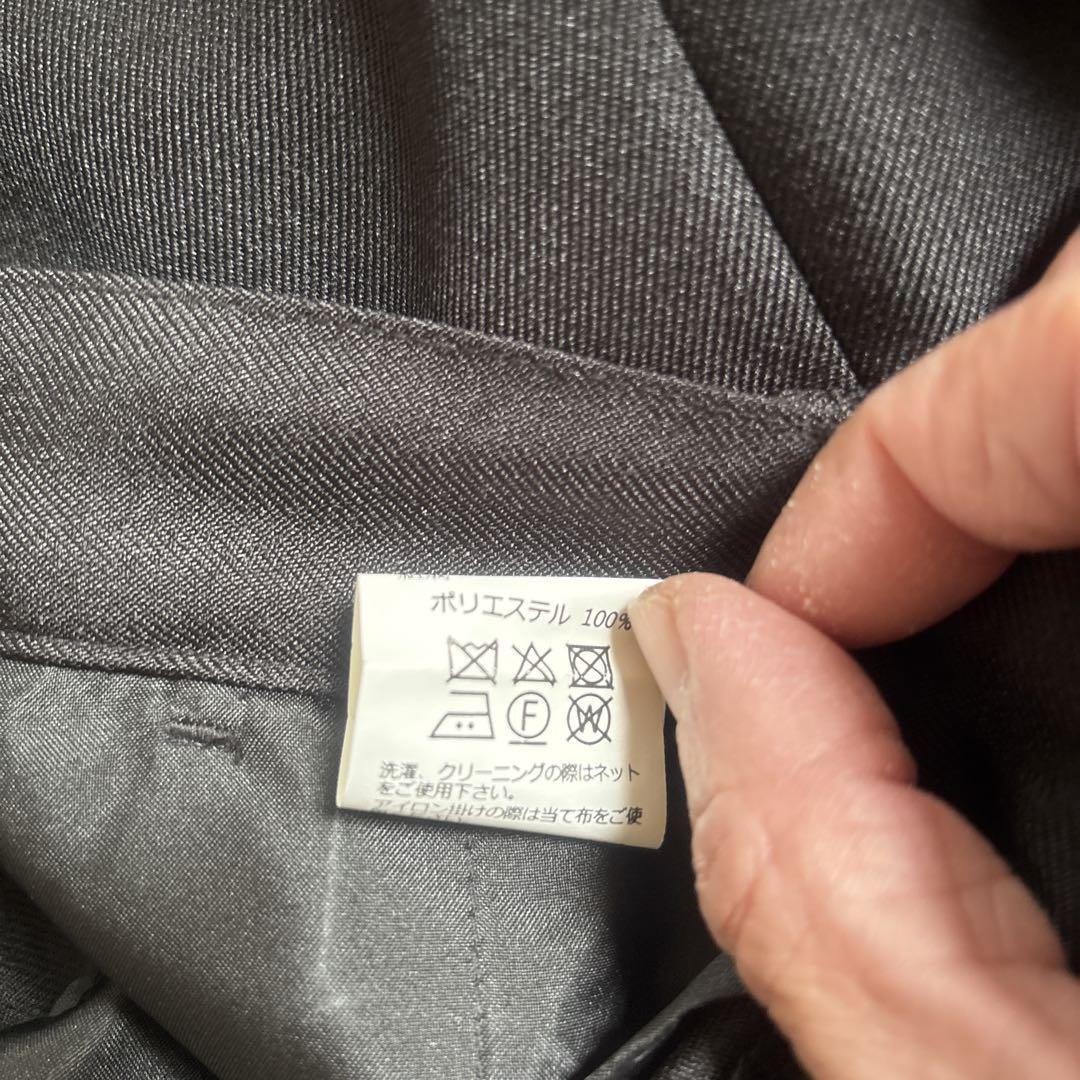 ポリエステル 100%
F W
洗濯、クリーニングの際はネット
をご使用下さい。
アイロン掛けの際は当て布をご使